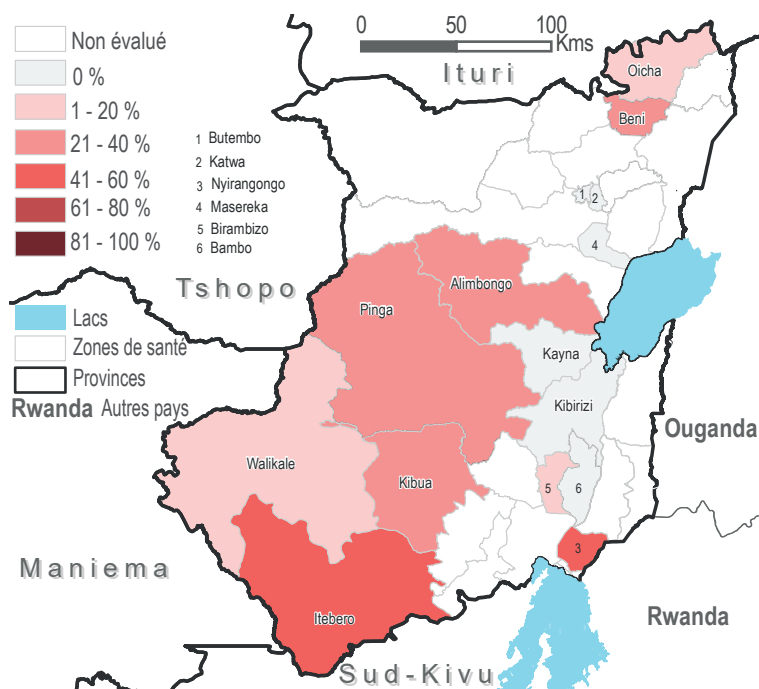 Non évalué
0 %
1 - 20 %
21 - 40 %
41 - 60 %
61 - 80 %
81 - 100 %
1 Butembo
2 Katwa
3 Nyirangongo
4 Masereka
5 Birambizo
6 Bambo
0 50 100
Kms
Ituri
Oicha
Beni
1 2
4
Tshopo
Alimbongo
Pinga
Lacs
Zones de santé
Provinces
Rwanda Autres pays
Kayna
Kibirizi
Ouganda
Walikale
Kibua
5 6
3
Maniema
Itebero
Rwanda
Sud-Kivu